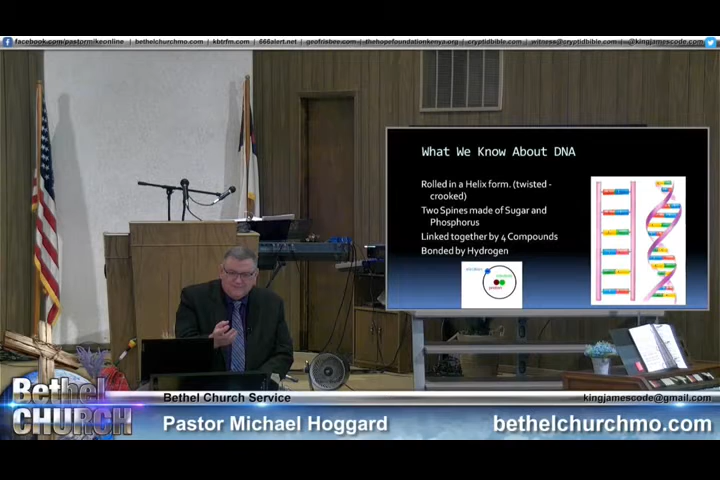 facebook.com/pastormikeonline | bethelchurchmo.com | kbtrfm.com | 666alert.net | geofrisbee.com | thehopefoundationkenya.org | cryptidbible.com | witness@cryptidbible.com | @kingjamescode.com
What We Know About DNA
Rolled in a Helix form. (twisted -
crooked)
Two Spines made of Sugar and
Phosphorus
Linked together by 4 Compounds
Bonded by Hydrogen
electron
neutron
proton
Bethel
CHURCH
Bethel Church Service
kingjamescode@gmail.com
Pastor Michael Hoggard
bethelchurchmo.com